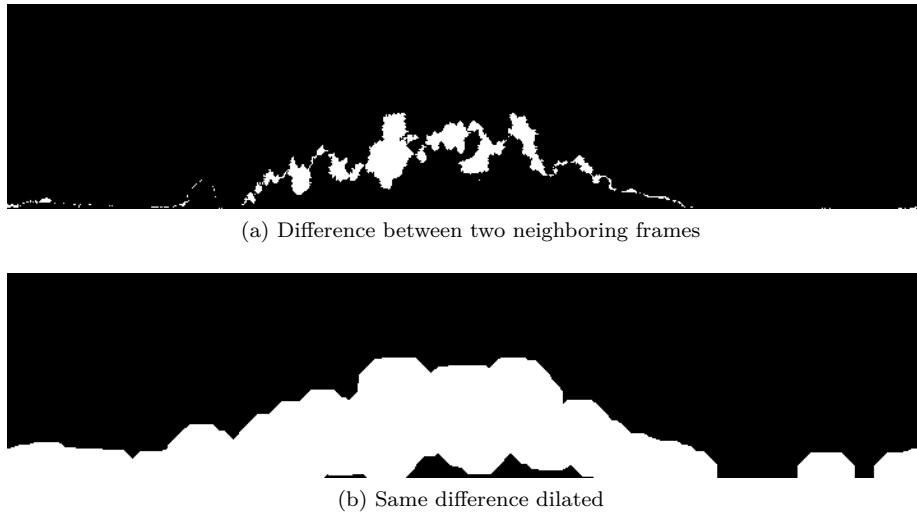 (a) Difference between two neighboring frames
(b) Same difference dilated